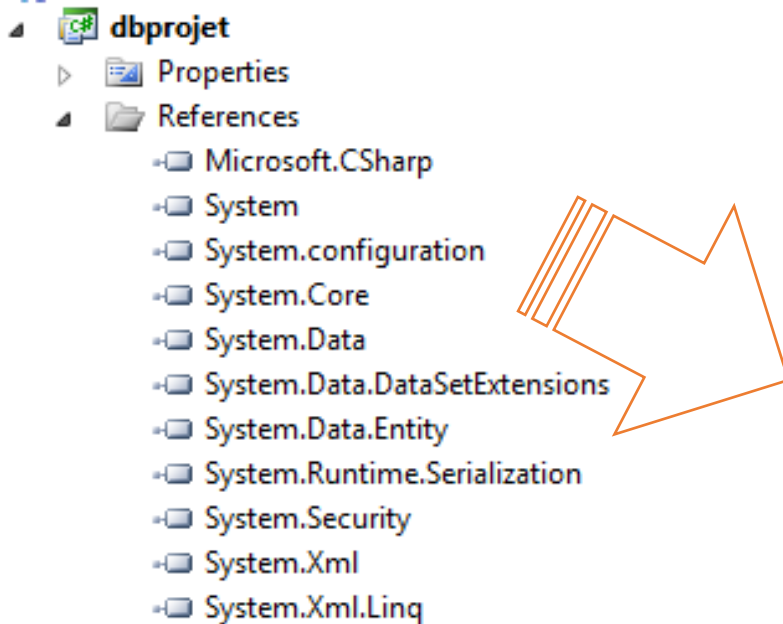 dbprojet
Properties
References
Microsoft.CSharp
System
System.configuration
System.Core
System.Data
System.Data.DataSetExtensions
System.Data.Entity
System.Runtime.Serialization
System.Security
System.Xml
System.Xml.Linq